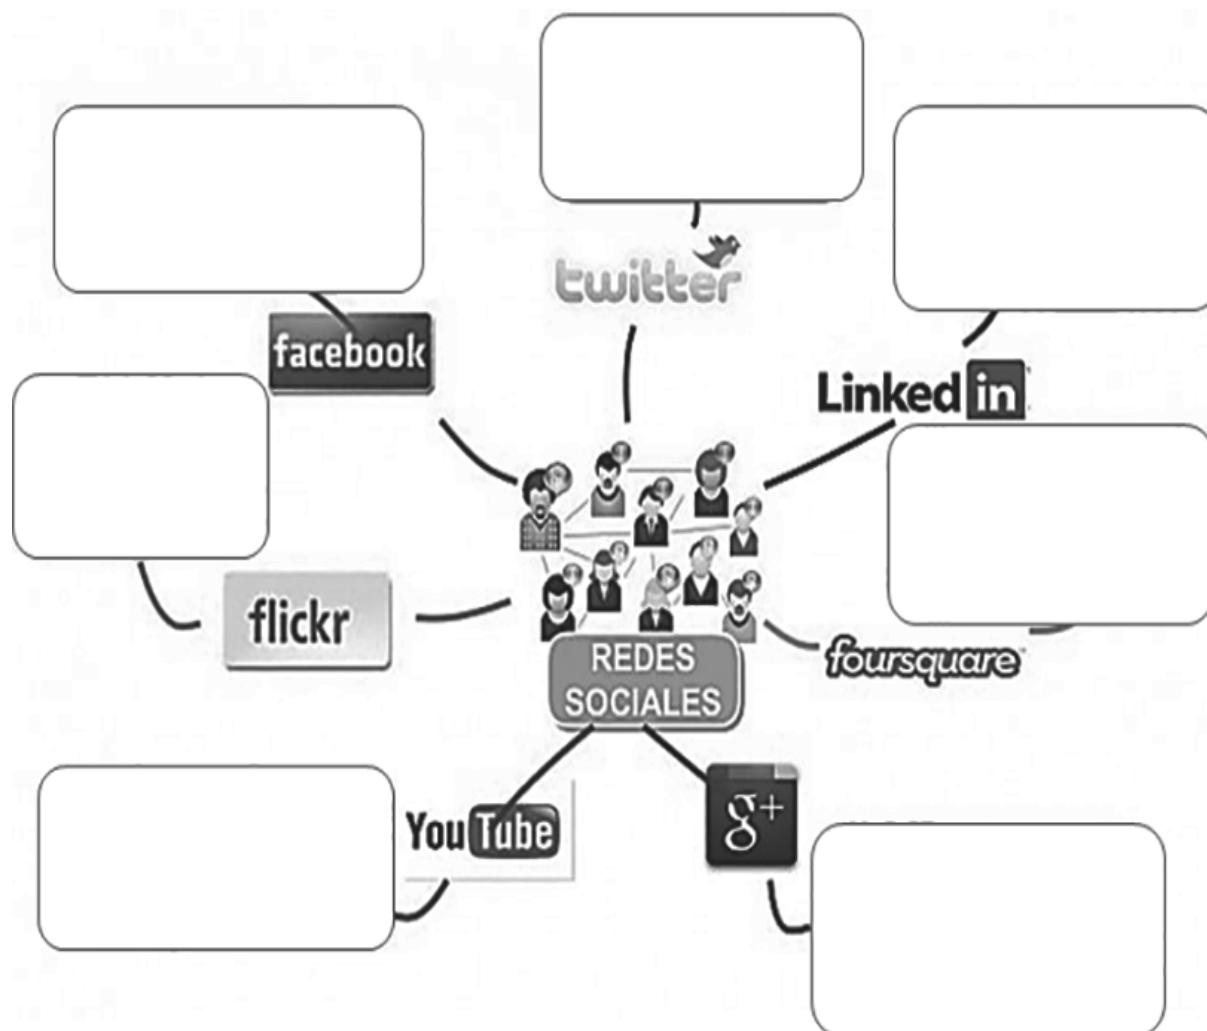 twitter
facebook
Linked in
flickr
foursquare
REDES
SOCIALES
You Tube
g+